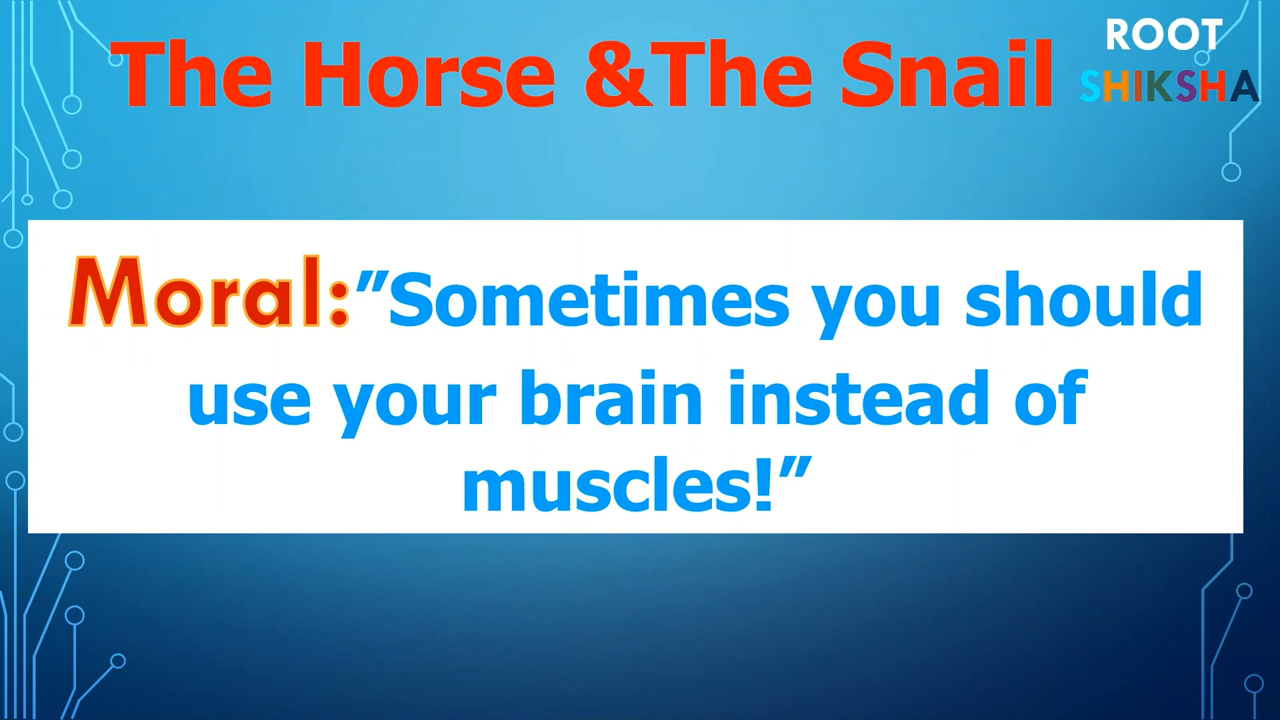 The Horse &The Snail
ROOT
SHIKSHA
Moral:”Sometimes you should
use your brain instead of
muscles!”